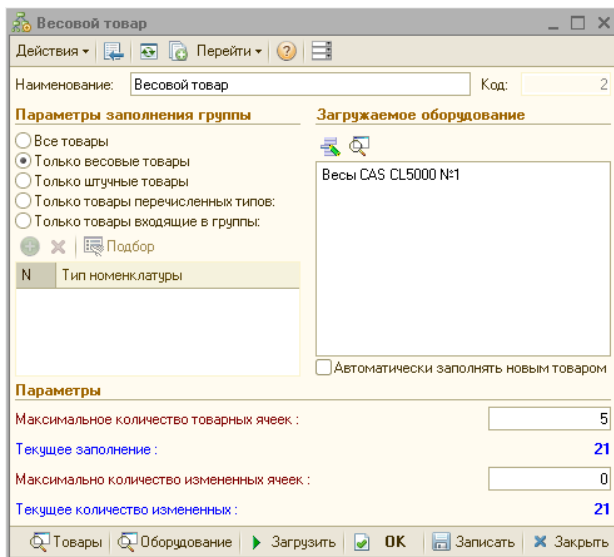 Весовой товар
Действия Перейти
Наименование: Весовой товар Код: 2
Параметры заполнения группы Загружаемое оборудование
Все товары
Только весовые товары
Только штучные товары
Только товары перечисленных типов:
Только товары входящие в группы:
Подбор
N Тип номенклатуры
Весы CAS CL5000 №1
Автоматически заполнять новым товаром
Параметры
Максимальное количество товарных ячеек : 5
Текущее заполнение : 21
Максимально количество измененных ячеек : 0
Текущее количество измененных : 21
Товары Оборудование Загрузить OK Записать Закрыть